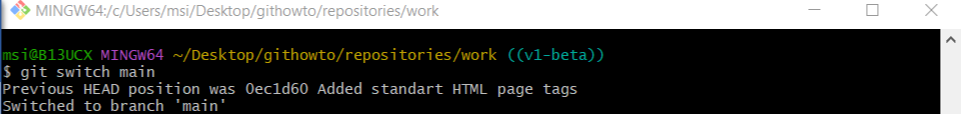 MINGW64:/c/Users/msi/Desktop/githowto/repositories/work
msi@B13UCX MINGW64 ~/Desktop/githowto/repositories/work ((v1-beta))
$ git switch main
Previous HEAD position was 0ec1d60 Added standart HTML page tags
Switched to branch 'main'